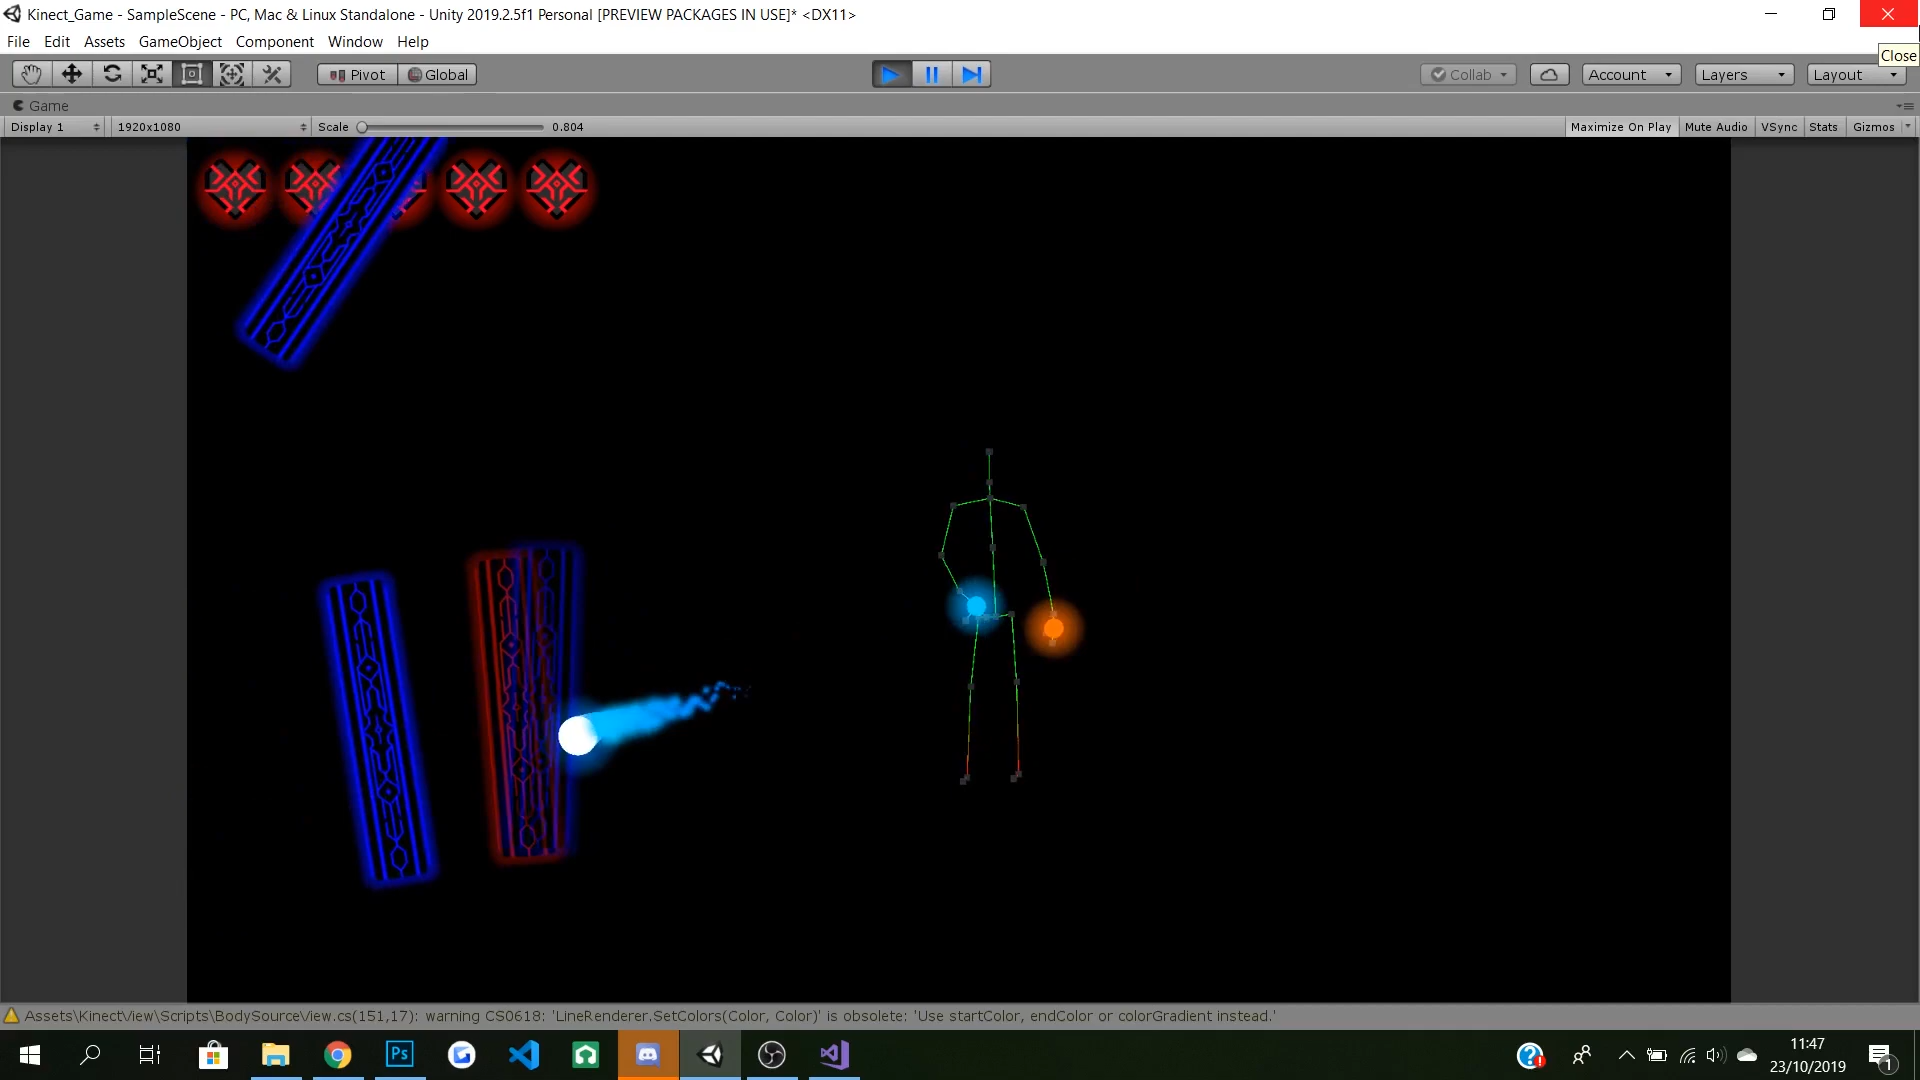 Kinect_Game - SampleScene - PC, Mac & Linux Standalone - Unity 2019.2.5f1 Personal [PREVIEW PACKAGES IN USE]* <DX11>
Close
File Edit Assets GameObject Component Window Help
Pivot Global Collab Account Layers Layout
Game
Display 1 1920x1080 Scale 0.804 Maximize On Play Mute Audio VSync Stats Gizmos
Assets\KinectView\Scripts\BodySourceView.cs(151,17): warning CS0618: 'LineRenderer.SetColors(Color, Color)' is obsolete: 'Use startColor, endColor or colorGradient instead.'
Ps
11:47
23/10/2019
1